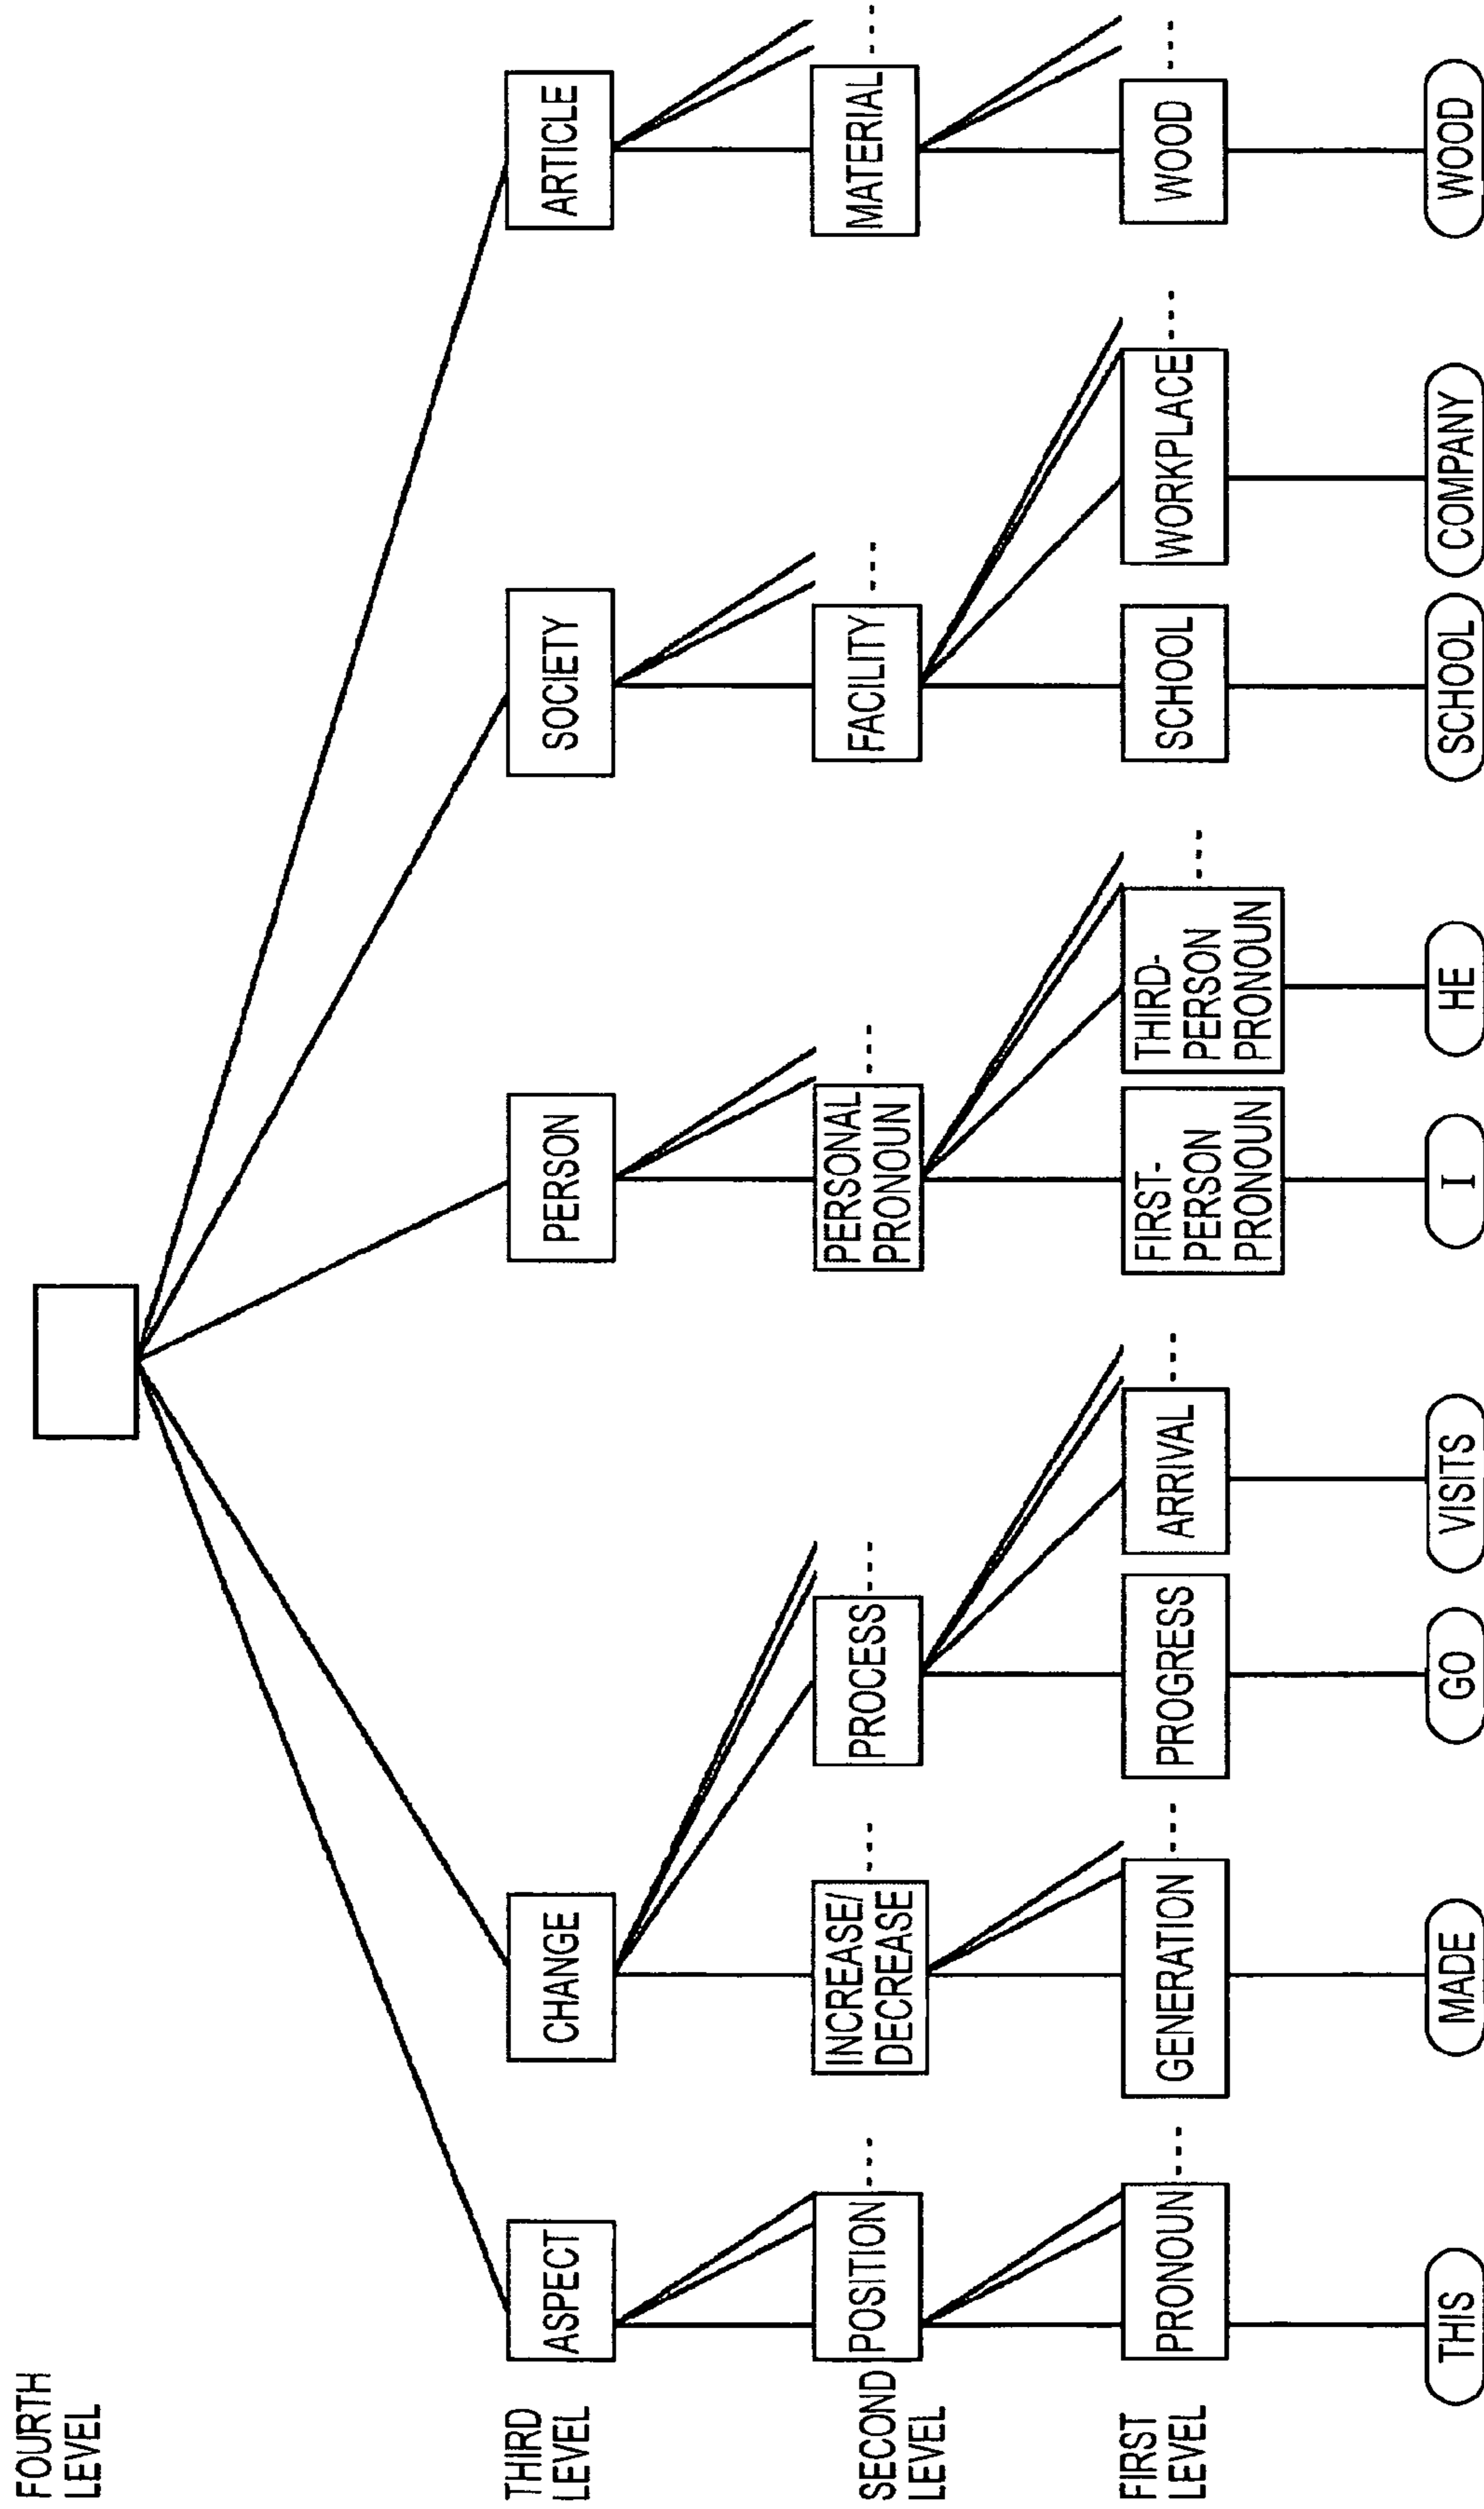 FOURTH
LEVEL
THIRD
LEVEL
ASPECT
CHANGE
PERSON
SOCIETY
ARTICLE
SECOND
LEVEL
POSITION
INCREASE/
DECREASE
PROCESS
PERSONAL
PRONOUN
FACILITY
MATERIAL
FIRST
LEVEL
PRONOUN
GENERATION
PROGRESS
ARRIVAL
FIRST-
PERSON
PRONOUN
THIRD-
PERSON
PRONOUN
SCHOOL
WORKPLACE
WOOD
THIS
MADE
GO
VISITS
I
HE
SCHOOL
COMPANY
WOOD